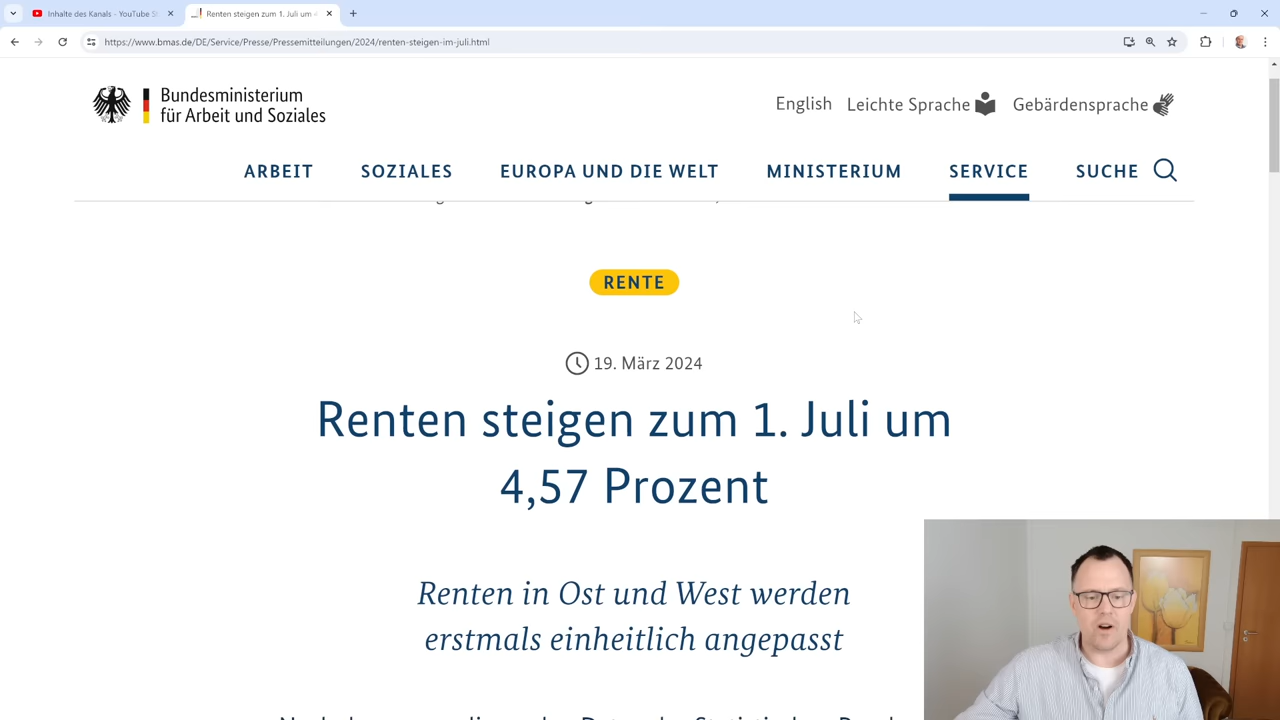 Inhalte des Kanals - YouTube S
Renten steigen zum 1. Juli um 4
https://www.bmas.de/DE/Service/Presse/Pressemitteilungen/2024/renten-steigen-im-juli.html
Bundesministerium
für Arbeit und Soziales
English Leichte Sprache Gebärdensprache
ARBEIT SOZIALES EUROPA UND DIE WELT MINISTERIUM SERVICE SUCHE
RENTE
19. März 2024
Renten steigen zum 1. Juli um
4,57 Prozent
Renten in Ost und West werden
erstmals einheitlich angepasst